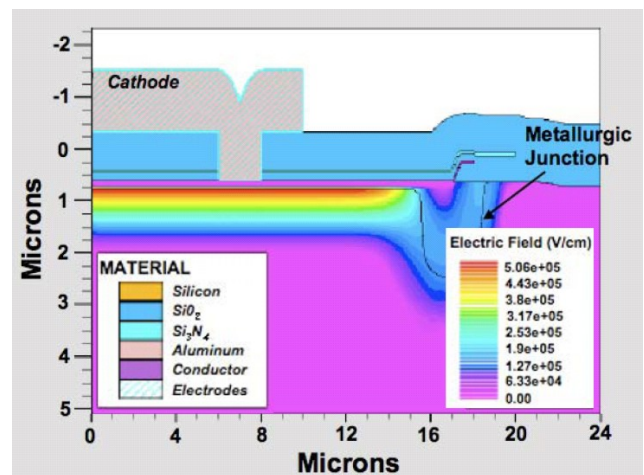 -2
-1
0
1
2
3
4
5
Microns
Cathode
Metallurgic
Junction
MATERIAL
Silicon
Si0₂
Si₃N₄
Aluminum
Conductor
Electrodes
Electric Field (V/cm)
5.06e+05
4.43e+05
3.8e+05
3.17e+05
2.53e+05
1.9e+05
1.27e+05
6.33e+04
0.00
0 4 8 12 16 20 24
Microns